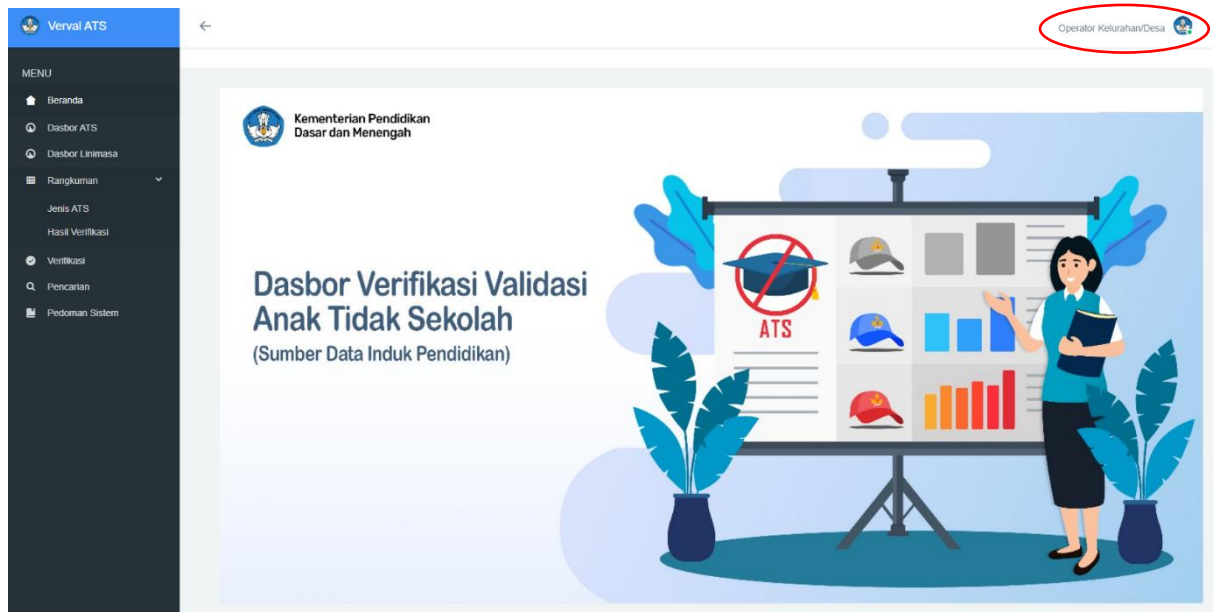 Verval ATS
Operator Kelurahan/Desa
MENU
Beranda
Dasbor ATS
Dasbor Linimasa
Rangkuman
Jenis ATS
Hasil Verifikasi
Verifikasi
Pencarian
Pedoman Sistem
Kementerian Pendidikan
Dasar dan Menengah
Dasbor Verifikasi Validasi
Anak Tidak Sekolah
(Sumber Data Induk Pendidikan)
ATS